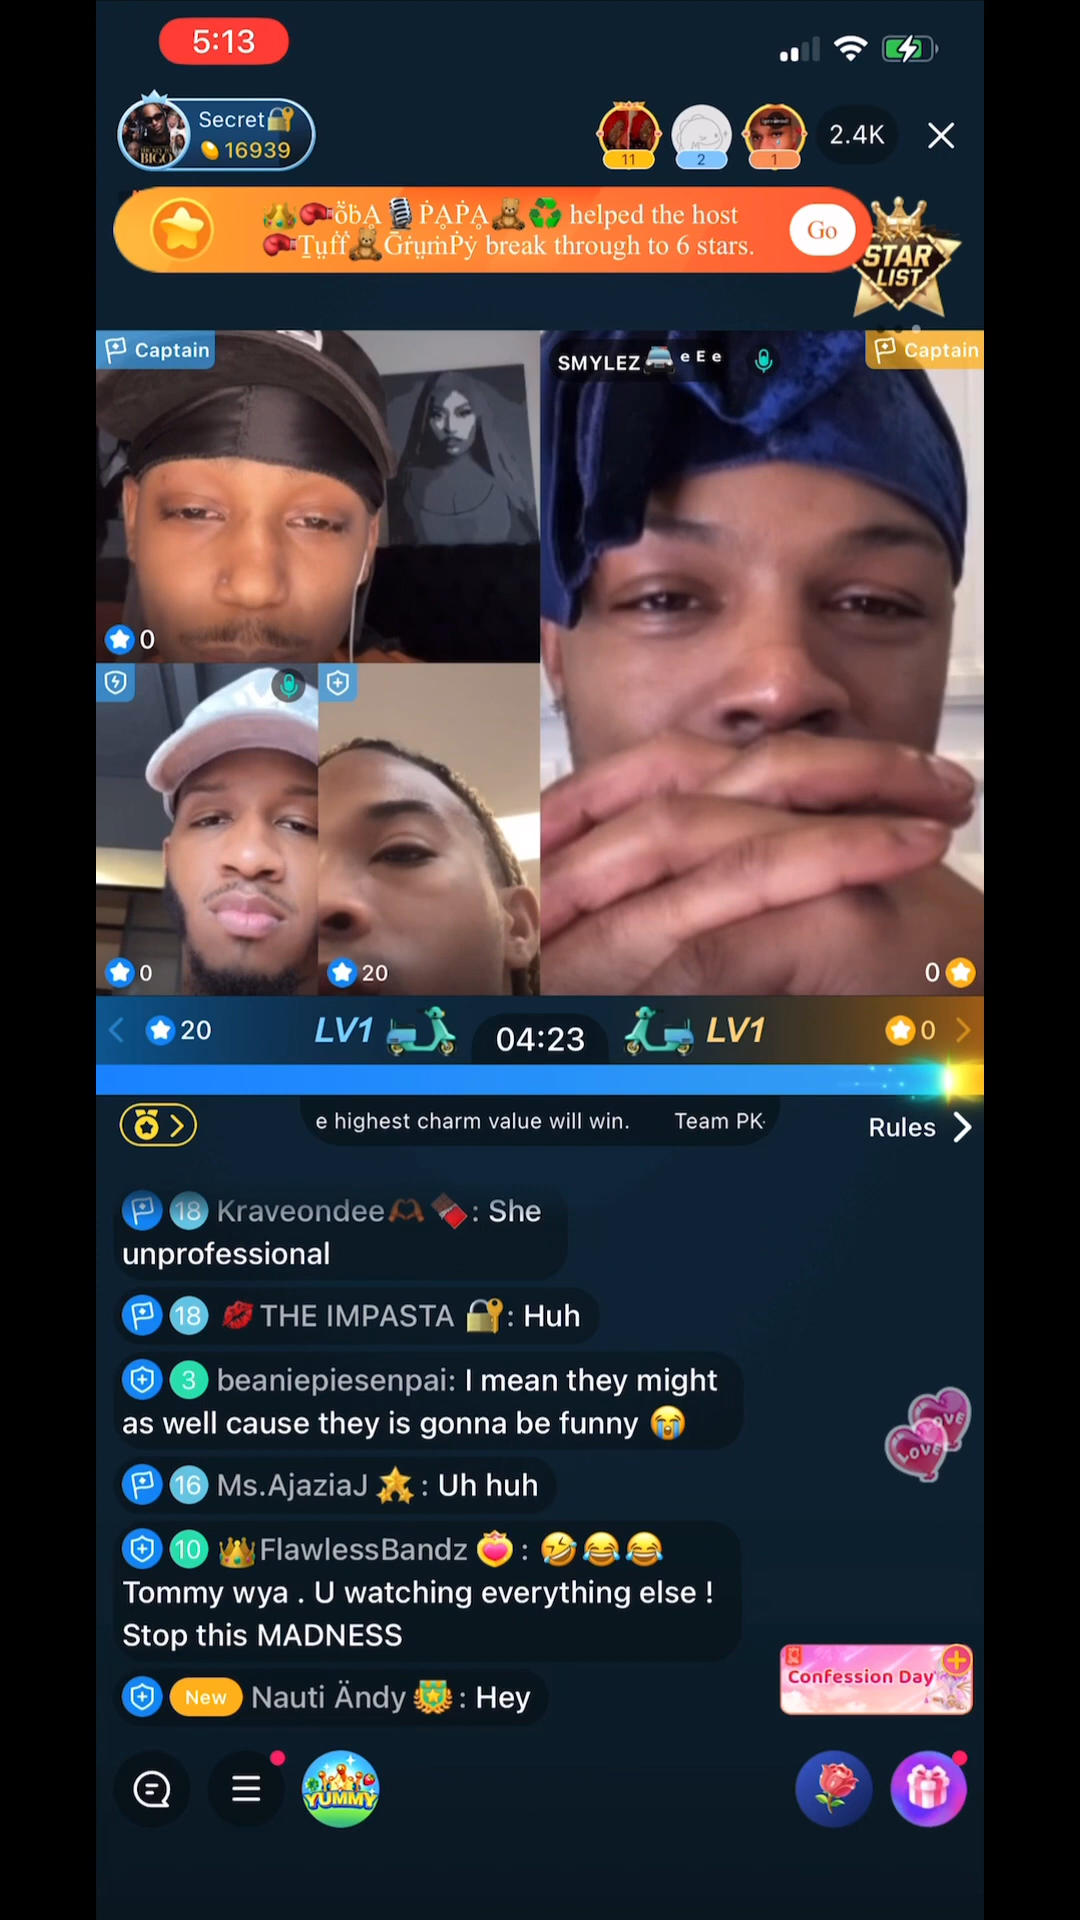 5:13
Secret
16939
BIGO
11
2
1
2.4K
öbA PAPA helped the host
Tuff GrumPy break through to 6 stars.
Go
STAR
LIST
Captain
SMYLEZ e E e
Captain
0
0
20
0
20
LV1
04:23
LV1
0
e highest charm value will win.
Team PK
Rules
18 Kraveondee : She
unprofessional
18 THE IMPASTA : Huh
3 beaniepiesenpai: I mean they might
as well cause they is gonna be funny 😭
16 Ms.AjaziaJ : Uh huh
10 FlawlessBandz : 🤣😂😂
Tommy wya . U watching everything else !
Stop this MADNESS
New Nauti Ändy : Hey
LOVE
LOVE
Confession Day
YUMMY